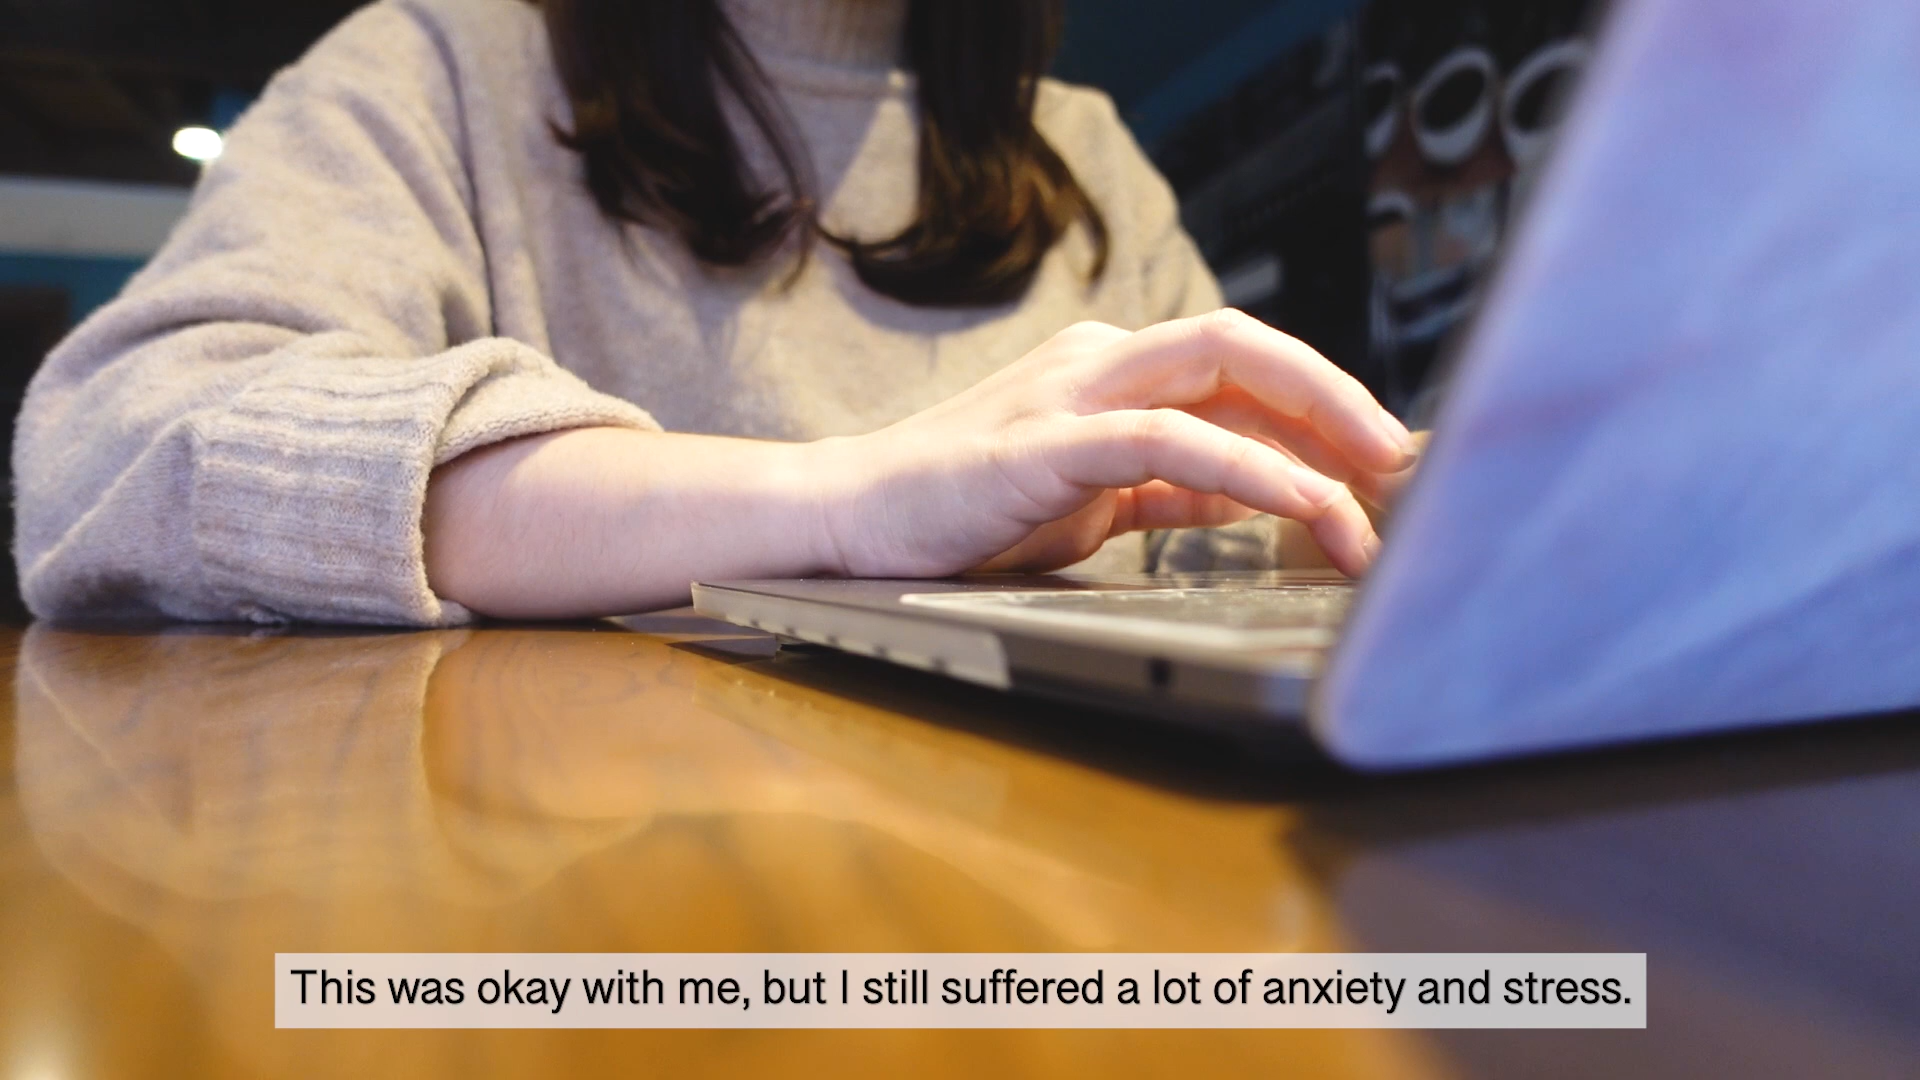 This was okay with me, but I still suffered a lot of anxiety and stress.